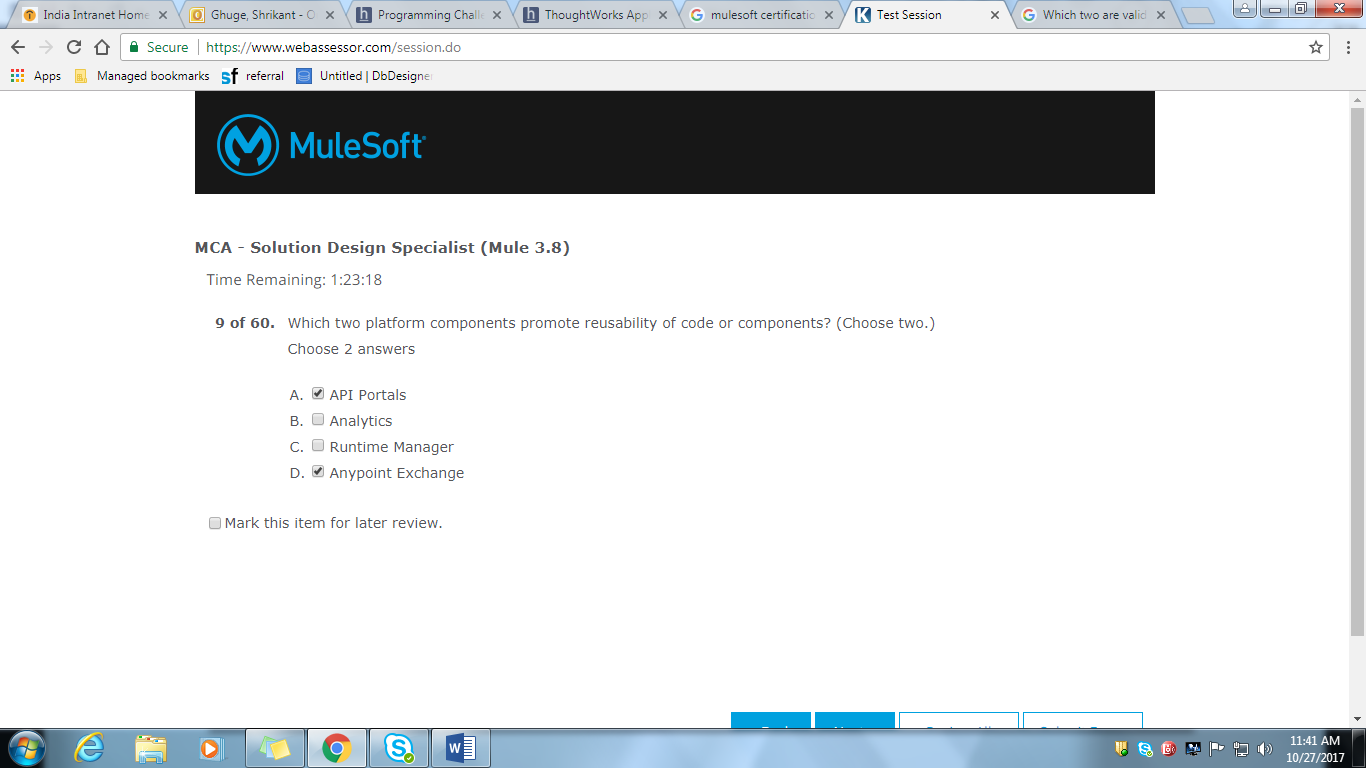 India Intranet Home
Ghuge, Shrikant - O
Programming Challe
ThoughtWorks App
mulesoft certificatio
Test Session
Which two are valid
Secure
https://www.webassessor.com/session.do
Apps
Managed bookmarks
sf referral
Untitled | DbDesigner
MuleSoft
MCA - Solution Design Specialist (Mule 3.8)
Time Remaining: 1:23:18
9 of 60. Which two platform components promote reusability of code or components? (Choose two.)
Choose 2 answers
A. API Portals
B. Analytics
C. Runtime Manager
D. Anypoint Exchange
Mark this item for later review.
11:41 AM
10/27/2017